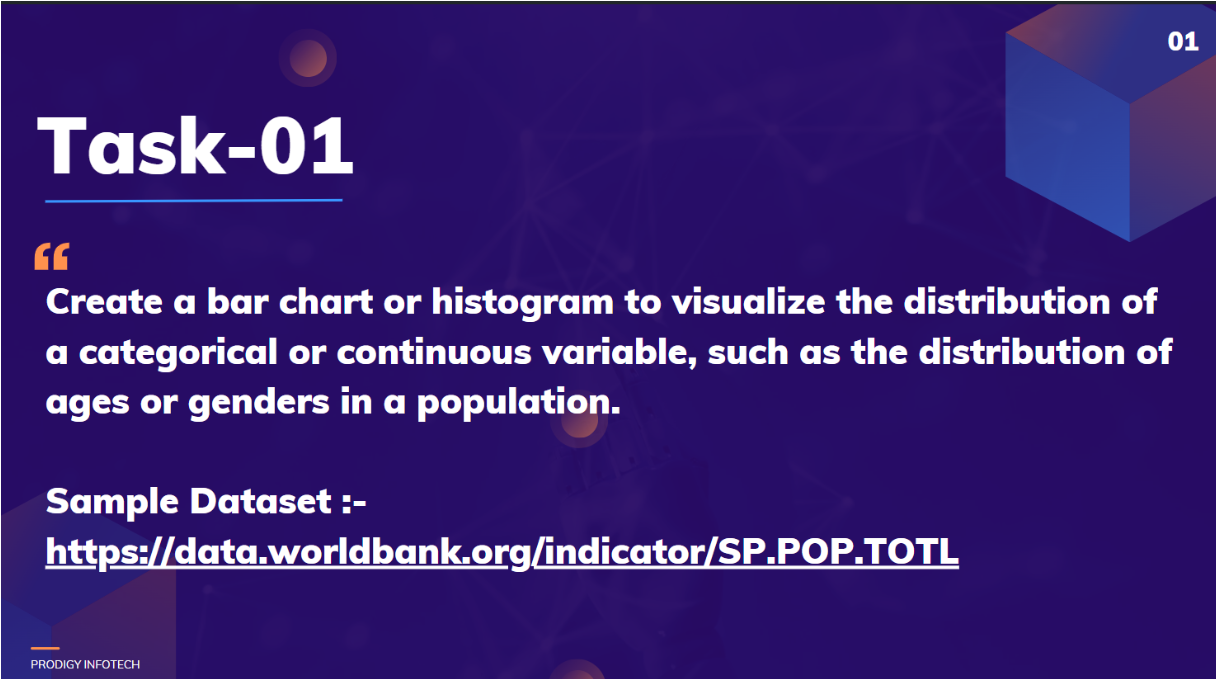 01
Task-01
“
Create a bar chart or histogram to visualize the distribution of
a categorical or continuous variable, such as the distribution of
ages or genders in a population.
Sample Dataset :-
https://data.worldbank.org/indicator/SP.POP.TOTL
PRODIGY INFOTECH